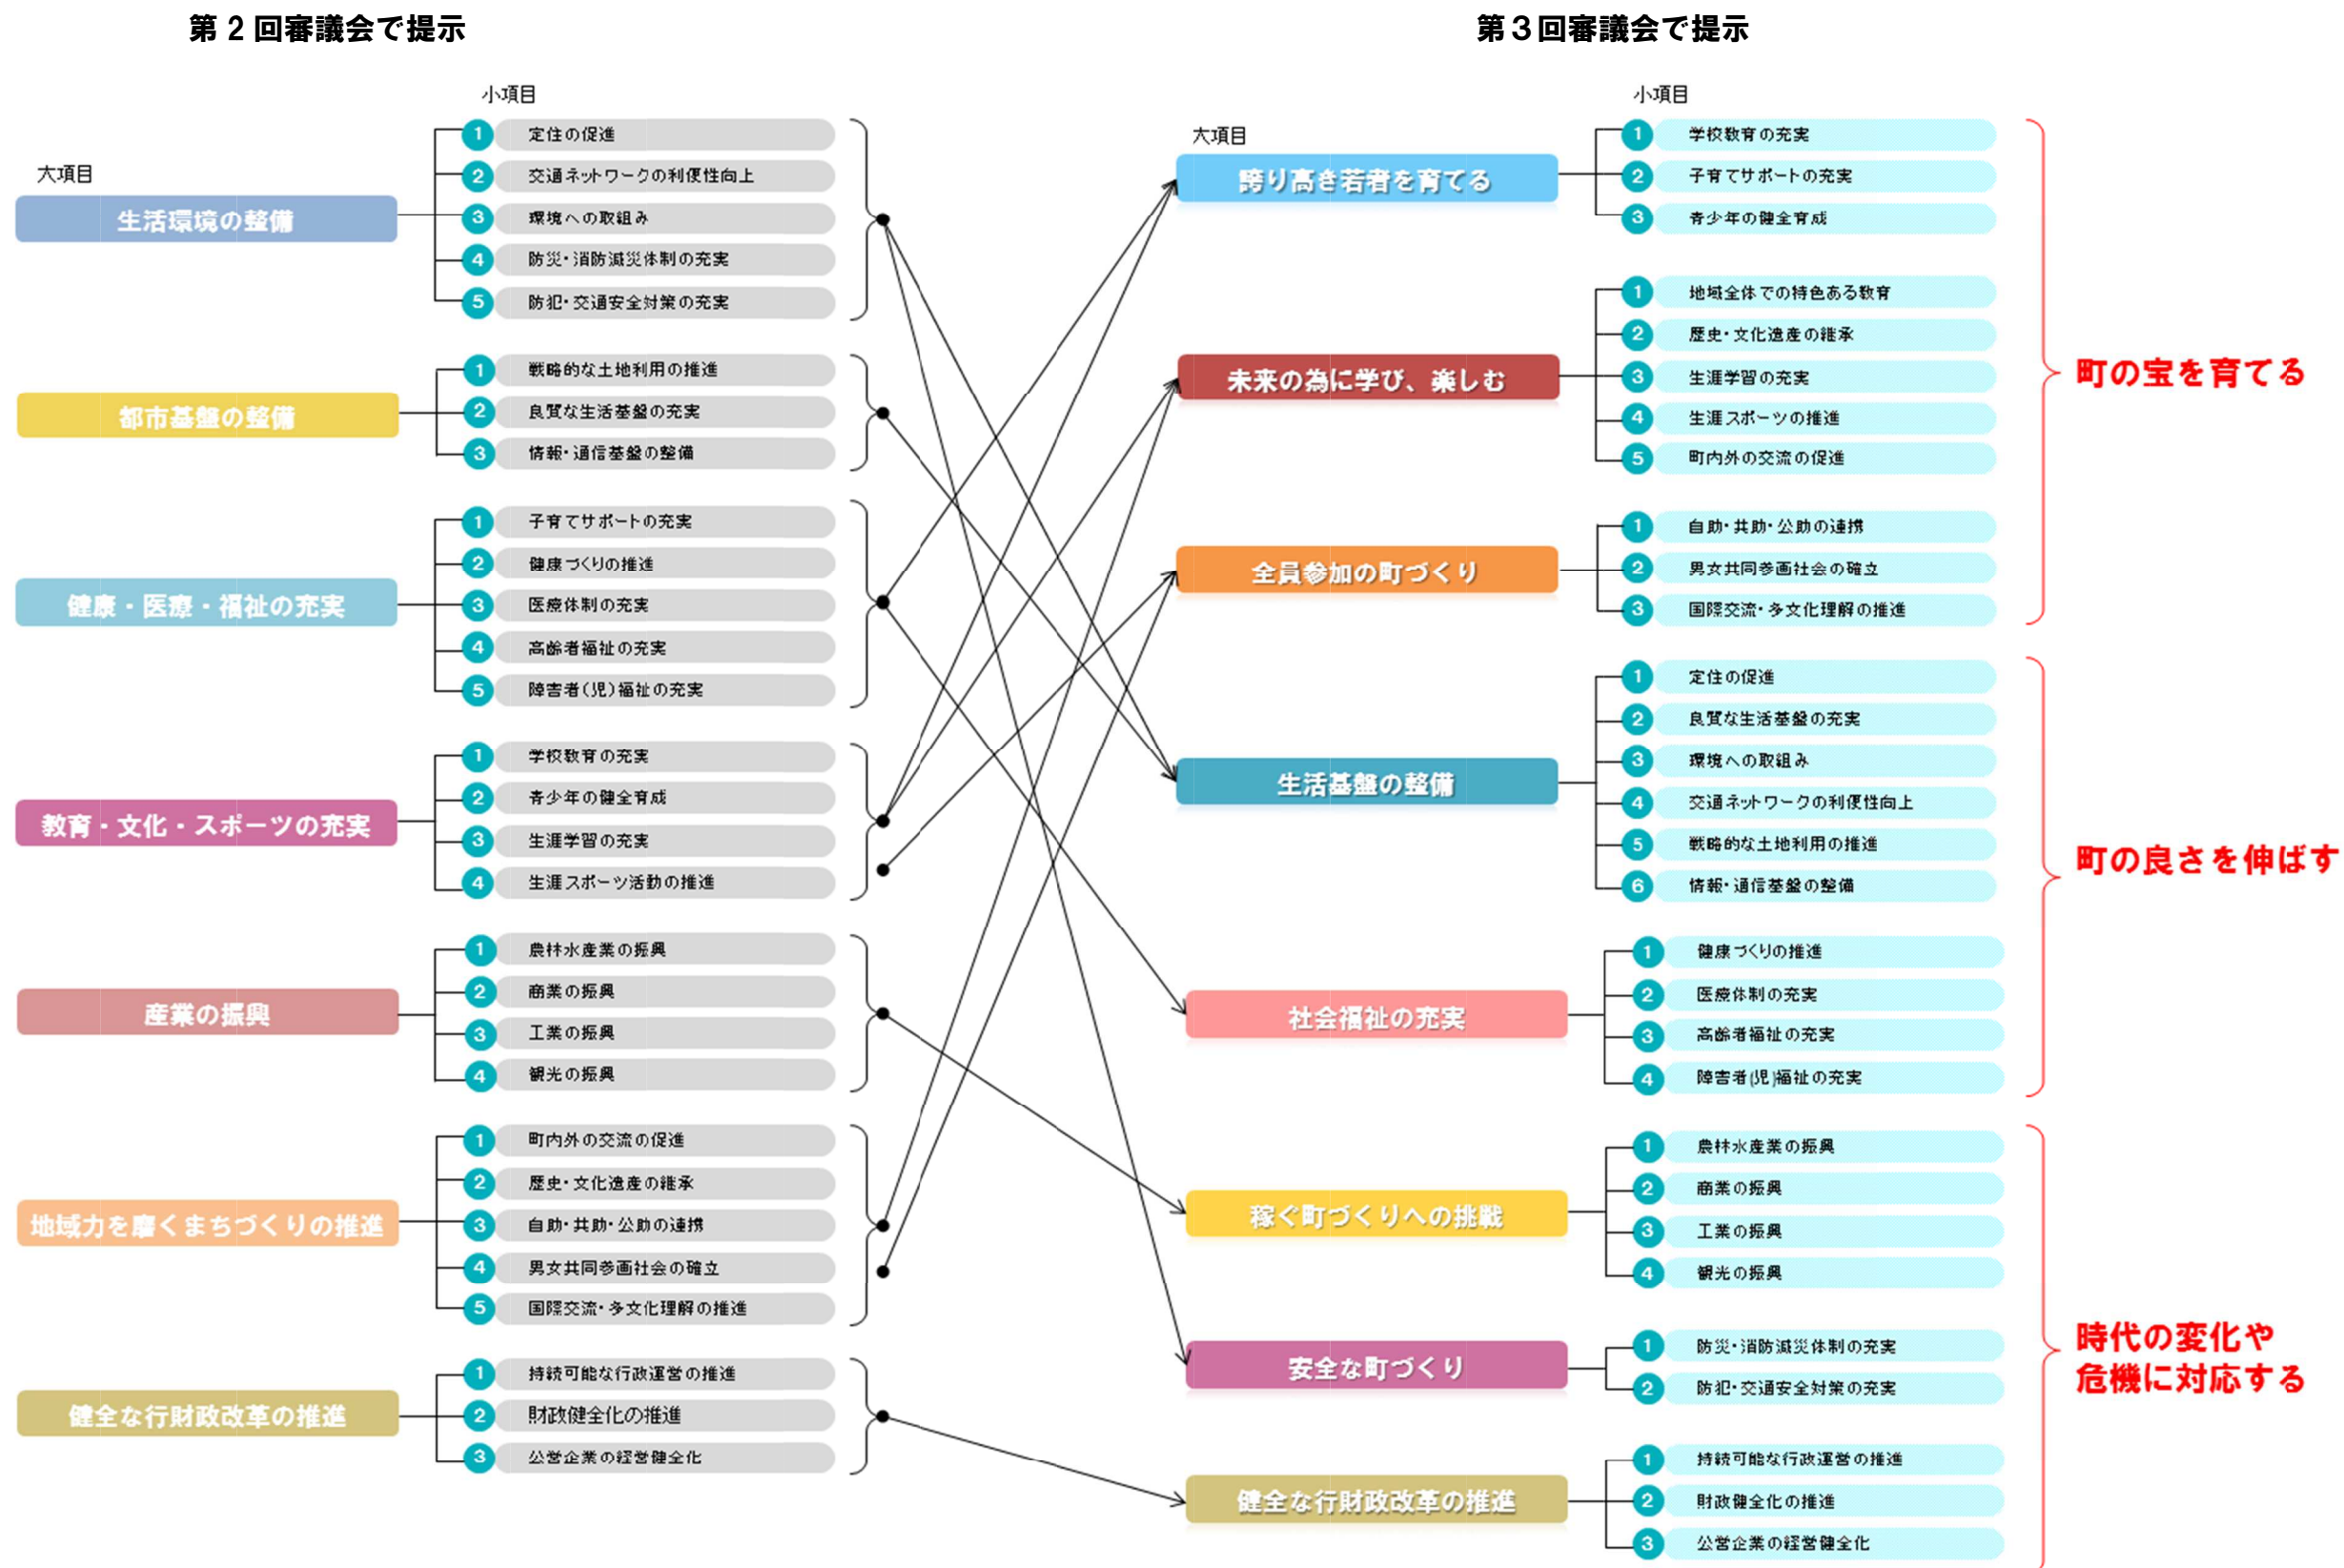 第2回審議会で提示
小項目
大項目
生活環境の整備
1 定住の促進
2 交通ネットワークの利便性向上
3 環境への取組み
4 防災・消防減災体制の充実
5 防犯・交通安全対策の充実
都市基盤の整備
1 戦略的な土地利用の推進
2 良質な生活基盤の充実
3 情報・通信基盤の整備
健康・医療・福祉の充実
1 子育てサポートの充実
2 健康づくりの推進
3 医療体制の充実
4 高齢者福祉の充実
5 障害者(児)福祉の充実
教育・文化・スポーツの充実
1 学校教育の充実
2 青少年の健全育成
3 生涯学習の充実
4 生涯スポーツ活動の推進
産業の振興
1 農林水産業の振興
2 商業の振興
3 工業の振興
4 観光の振興
地域力を磨くまちづくりの推進
1 町内外の交流の促進
2 歴史・文化遺産の継承
3 自助・共助・公助の連携
4 男女共同参画社会の確立
5 国際交流・多文化理解の推進
健全な行財政改革の推進
1 持続可能な行政運営の推進
2 財政健全化の推進
3 公営企業の経営健全化
第3回審議会で提示
小項目
大項目
誇り高き若者を育てる
1 学校教育の充実
2 子育てサポートの充実
3 青少年の健全育成
未来の為に学び、楽しむ
1 地域全体での特色ある教育
2 歴史・文化遺産の継承
3 生涯学習の充実
4 生涯スポーツの推進
5 町内外の交流の促進
全員参加の町づくり
1 自助・共助・公助の連携
2 男女共同参画社会の確立
3 国際交流・多文化理解の推進
町の宝を育てる
生活基盤の整備
1 定住の促進
2 良質な生活基盤の充実
3 環境への取組み
4 交通ネットワークの利便性向上
5 戦略的な土地利用の推進
6 情報・通信基盤の整備
社会福祉の充実
1 健康づくりの推進
2 医療体制の充実
3 高齢者福祉の充実
4 障害者(児)福祉の充実
町の良さを伸ばす
稼ぐ町づくりへの挑戦
1 農林水産業の振興
2 商業の振興
3 工業の振興
4 観光の振興
安全な町づくり
1 防災・消防減災体制の充実
2 防犯・交通安全対策の充実
健全な行財政改革の推進
1 持続可能な行政運営の推進
2 財政健全化の推進
3 公営企業の経営健全化
時代の変化や
危機に対応する